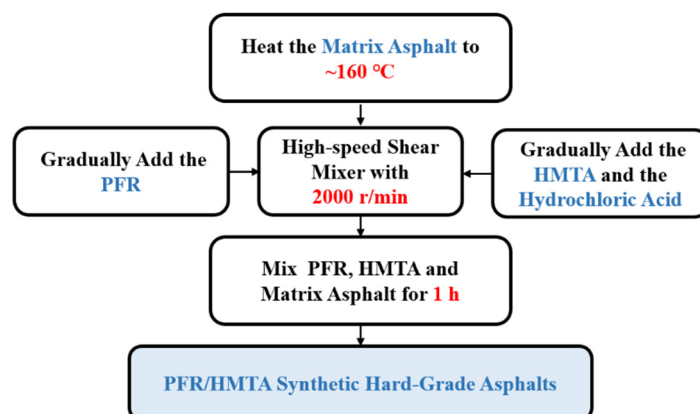 Heat the Matrix Asphalt to
~160 °C
Gradually Add the
PFR
High-speed Shear
Mixer with
2000 r/min
Gradually Add the
HMTA and the
Hydrochloric Acid
Mix PFR, HMTA and
Matrix Asphalt for 1 h
PFR/HMTA Synthetic Hard-Grade Asphalts